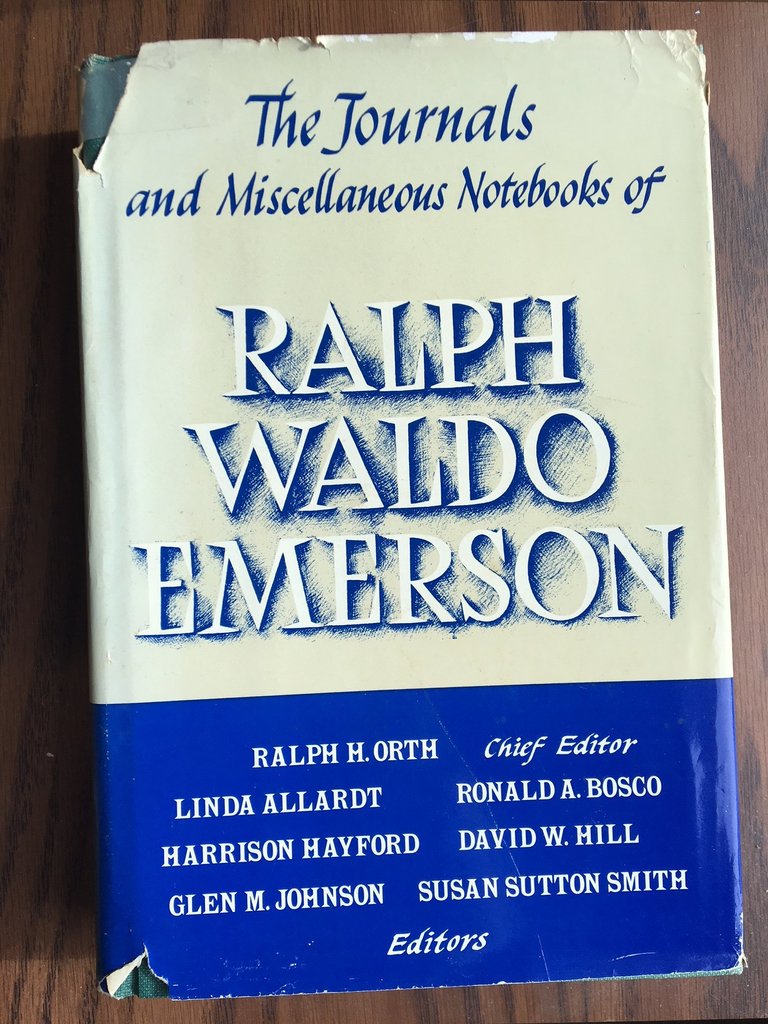 The Journals
and Miscellaneous Notebooks of
RALPH
WALDO
EMERSON
RALPH H. ORTH Chief Editor
LINDA ALLARDT RONALD A. BOSCO
HARRISON HAYFORD DAVID W. HILL
GLEN M. JOHNSON SUSAN SUTTON SMITH
Editors